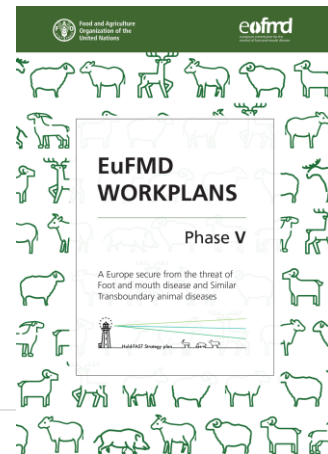 Food and Agriculture
Organization of the
United Nations
eofmd
EuFMD
WORKPLANS
Phase V
A Europe secure from the threat of
Foot and mouth disease and Similar
Transboundary animal diseases
HoldFAST Strategy plan